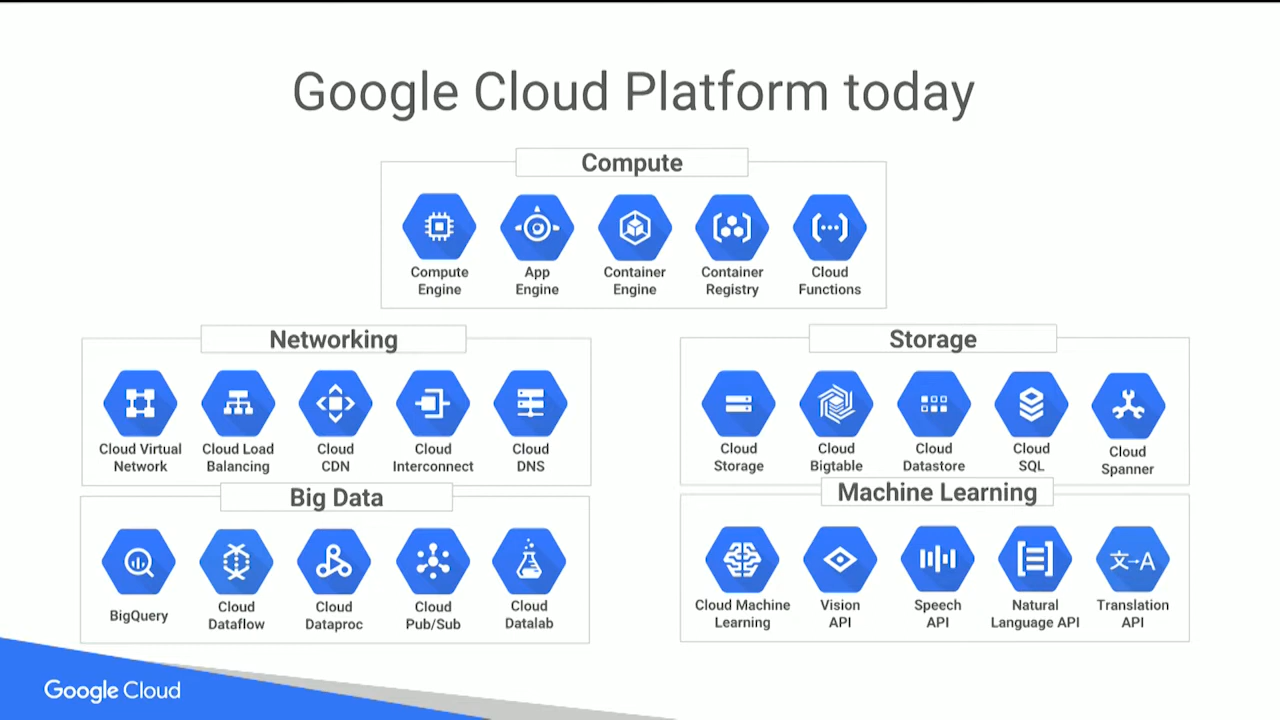 Google Cloud Platform today
Compute
Compute
Engine
App
Engine
Container
Engine
Container
Registry
Cloud
Functions
Networking
Cloud Virtual
Network
Cloud Load
Balancing
Cloud
CDN
Cloud
Interconnect
Cloud
DNS
Storage
Cloud
Storage
Cloud
Bigtable
Cloud
Datastore
Cloud
SQL
Cloud
Spanner
Big Data
BigQuery
Cloud
Dataflow
Cloud
Dataproc
Cloud
Pub/Sub
Cloud
Datalab
Machine Learning
Cloud Machine
Learning
Vision
API
Speech
API
Natural
Language API
文→A
Translation
API
Google Cloud